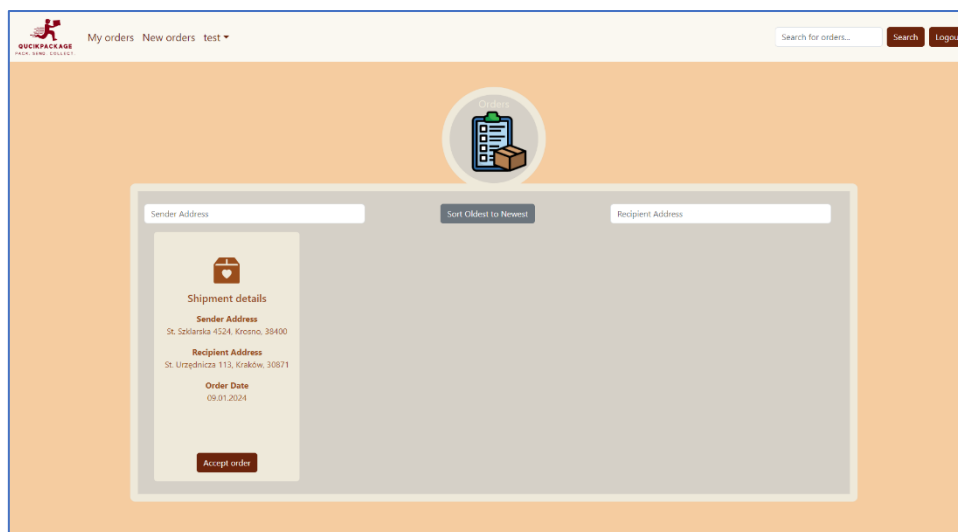 QUCIKPACKAGE
PACK. SEND. COLLECT.
My orders New orders test
Search for orders...
Search
Logou
Orders
Sender Address
Sort Oldest to Newest
Recipient Address
Shipment details
Sender Address
St. Szklarska 4524, Krosno, 38400
Recipient Address
St. Urzędnicza 113, Kraków, 30871
Order Date
09.01.2024
Accept order